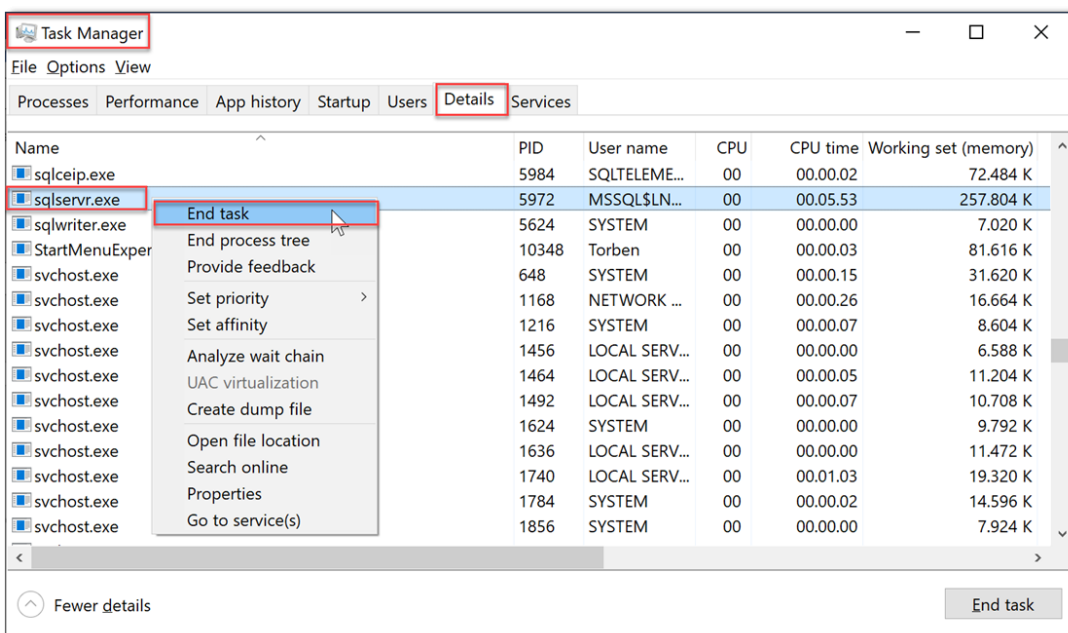 Task Manager
File Options View
Processes Performance App history Startup Users Details Services
Name PID User name CPU CPU time Working set (memory)
sqlceip.exe 5984 SQLTELEME... 00 00.00.02 72.484 K
sqlservr.exe 5972 MSSQL$LN... 00 00.05.53 257.804 K
sqlwriter.exe 5624 SYSTEM 00 00.00.00 7.020 K
StartMenuExper 10348 Torben 00 00.00.03 81.616 K
svchost.exe 648 SYSTEM 00 00.00.15 31.620 K
svchost.exe 1168 NETWORK ... 00 00.00.26 16.664 K
svchost.exe 1216 SYSTEM 00 00.00.07 8.604 K
svchost.exe 1456 LOCAL SERV... 00 00.00.00 6.588 K
svchost.exe 1464 LOCAL SERV... 00 00.00.05 11.204 K
svchost.exe 1492 LOCAL SERV... 00 00.00.07 10.708 K
svchost.exe 1624 SYSTEM 00 00.00.00 9.792 K
svchost.exe 1636 LOCAL SERV... 00 00.00.00 11.472 K
svchost.exe 1740 LOCAL SERV... 00 00.01.03 19.320 K
svchost.exe 1784 SYSTEM 00 00.00.02 14.596 K
svchost.exe 1856 SYSTEM 00 00.00.00 7.924 K
End task
End process tree
Provide feedback
Set priority
Set affinity
Analyze wait chain
UAC virtualization
Create dump file
Open file location
Search online
Properties
Go to service(s)
Fewer details
End task